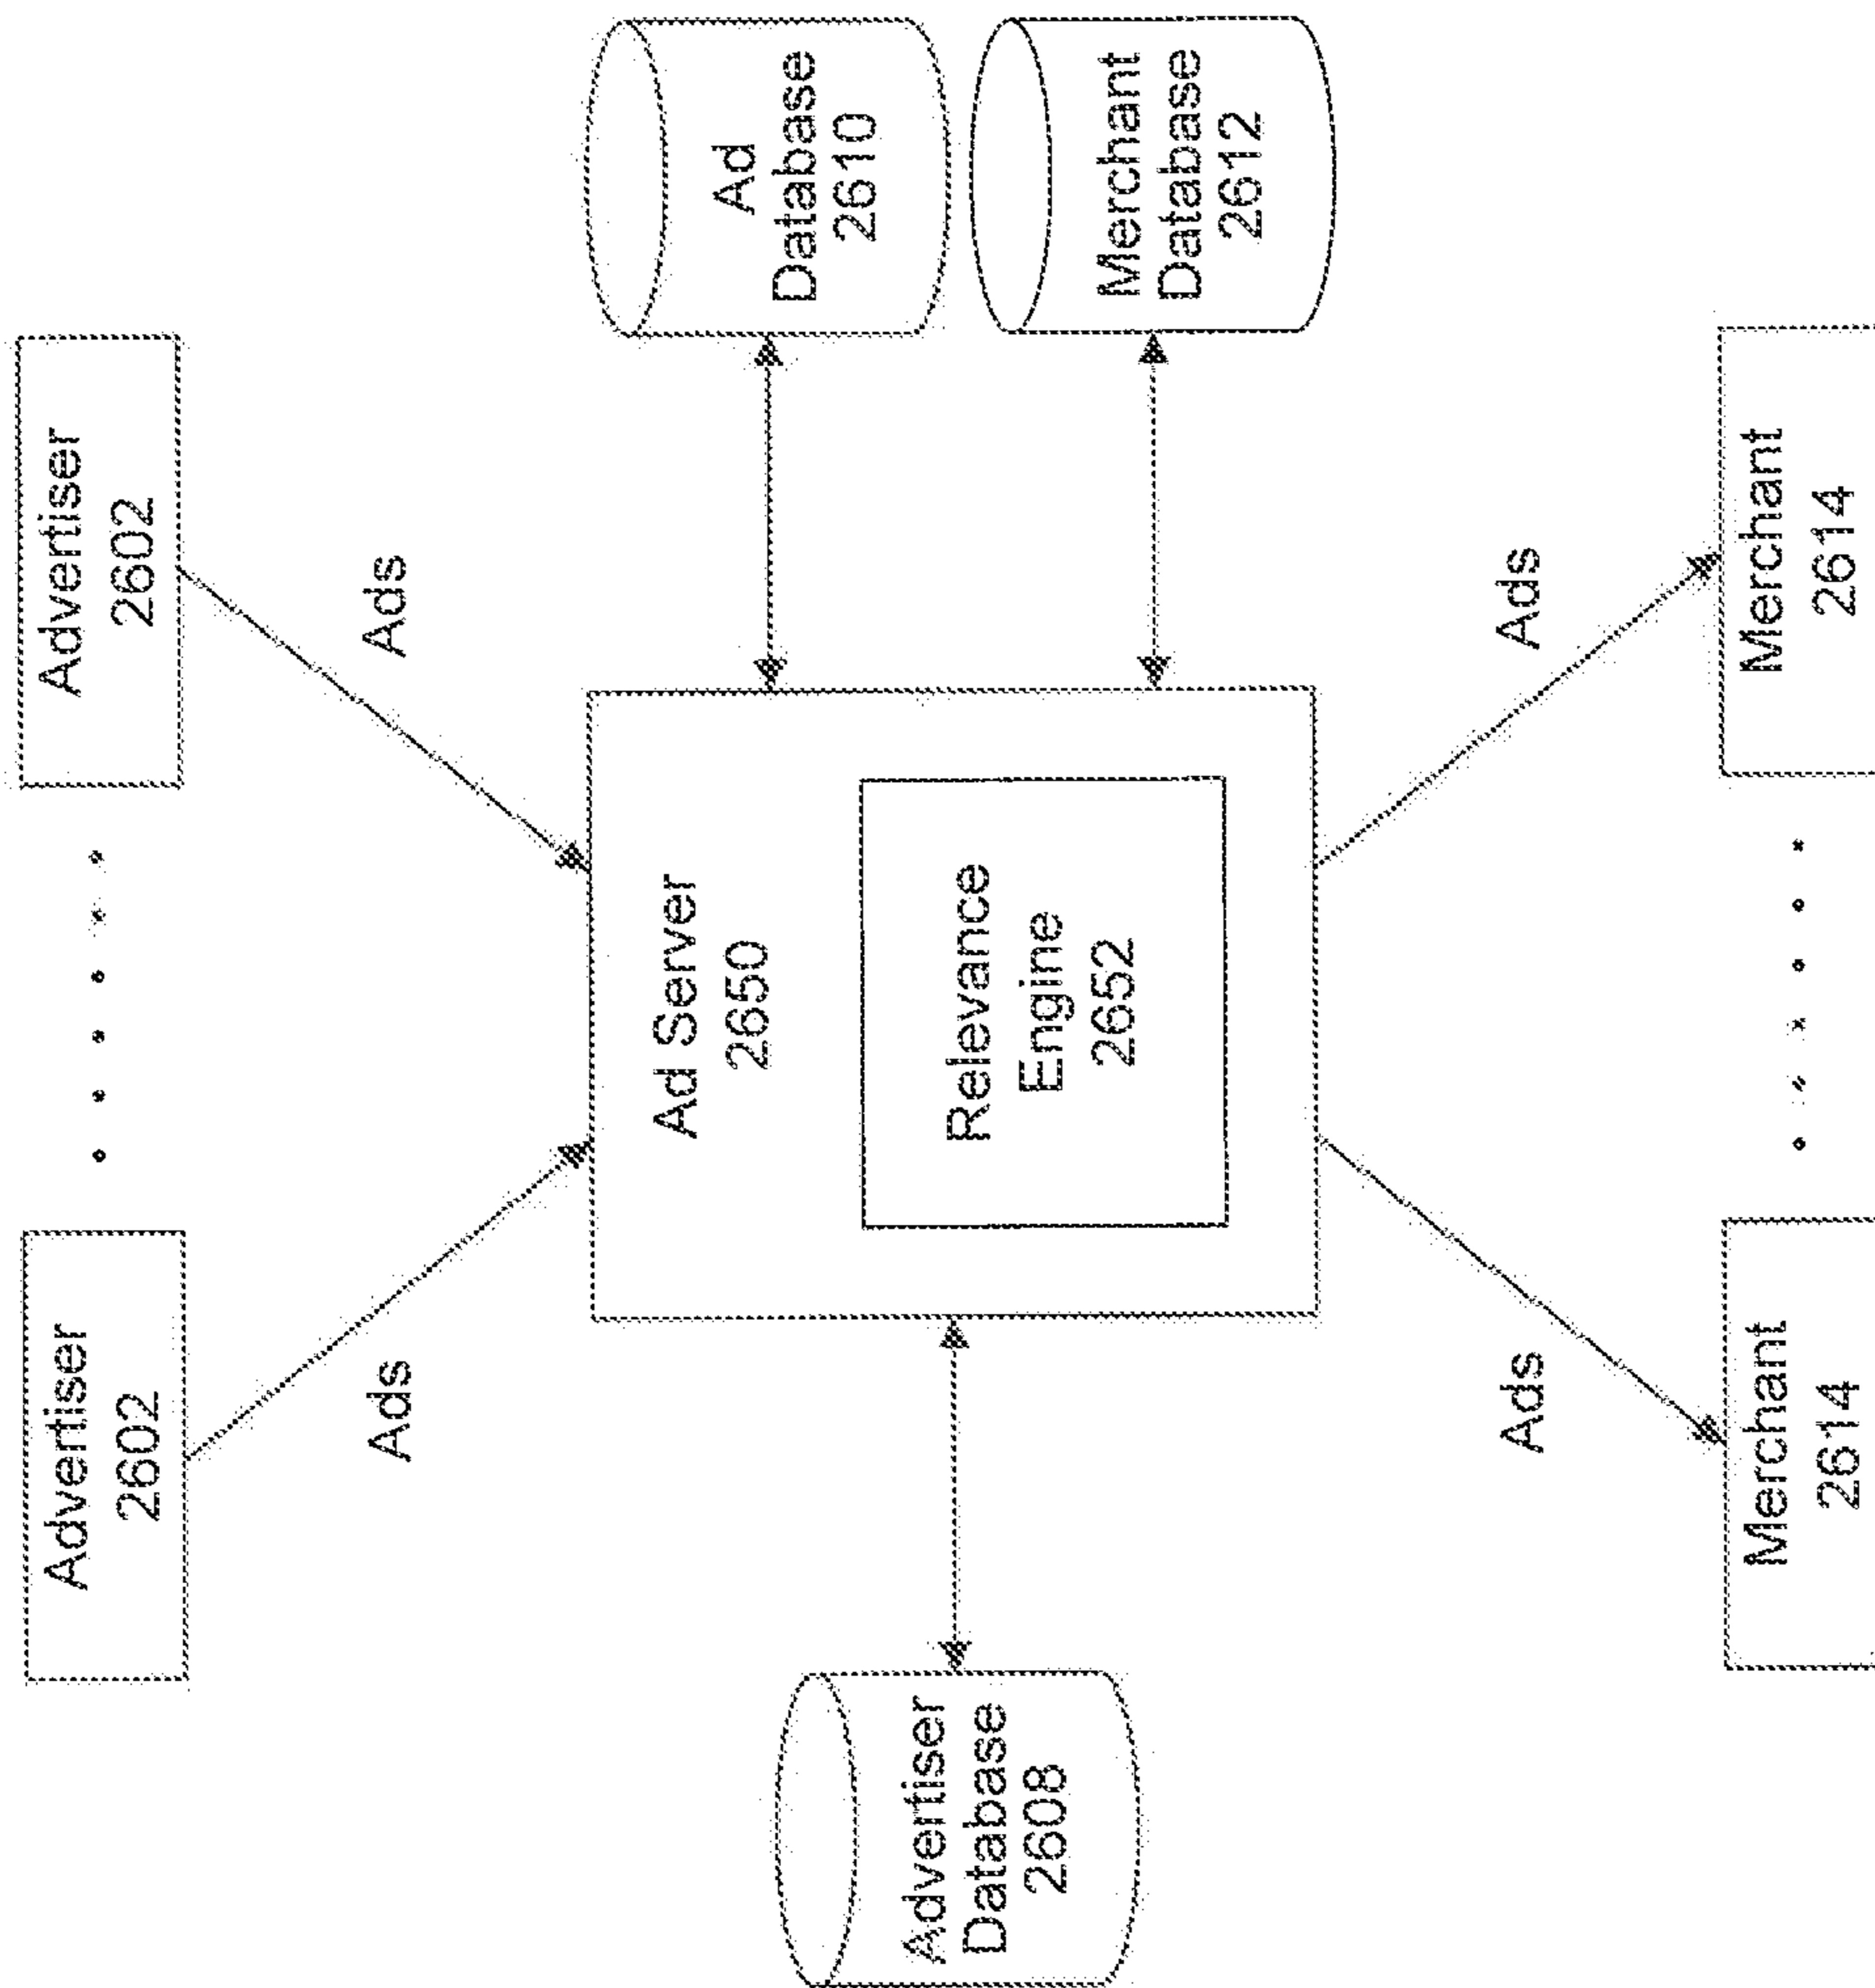 Advertiser
2602
Advertiser
2602
Ads
Ads
Advertiser
Database
2608
Ad Server
2650
Relevance
Engine
2652
Ad
Database
2610
Merchant
Database
2612
Ads
Ads
Merchant
2614
Merchant
2614